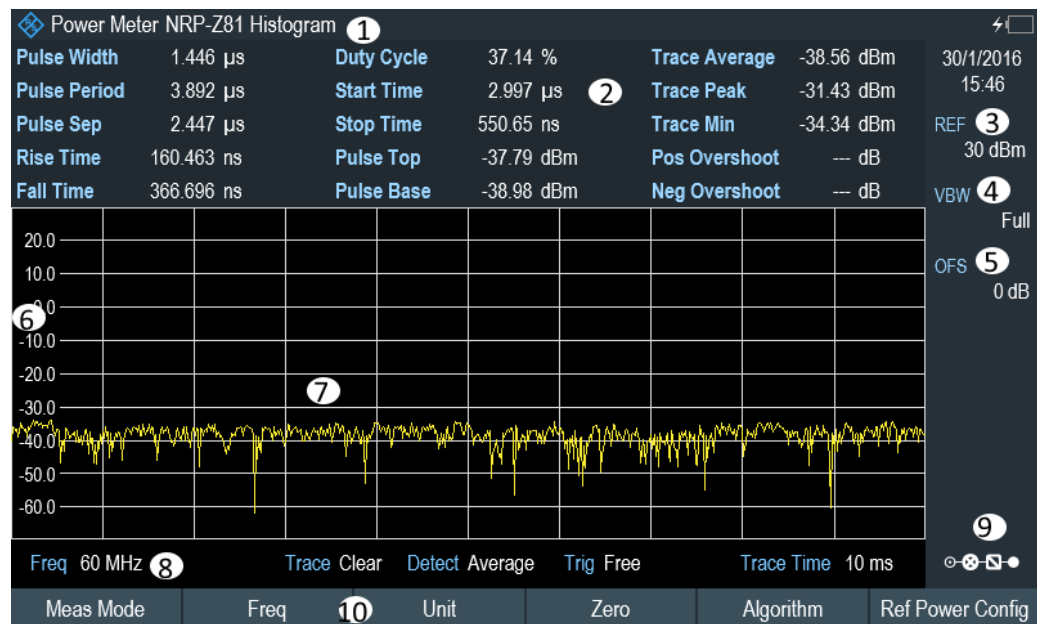 Power Meter NRP-Z81 Histogram 1
Pulse Width 1.446 µs Duty Cycle 37.14 % Trace Average -38.56 dBm
Pulse Period 3.892 µs Start Time 2.997 µs 2 Trace Peak -31.43 dBm
Pulse Sep 2.447 µs Stop Time 550.65 ns Trace Min -34.34 dBm
Rise Time 160.463 ns Pulse Top -37.79 dBm Pos Overshoot --- dB
Fall Time 366.696 ns Pulse Base -38.98 dBm Neg Overshoot --- dB
30/1/2016
15:46
REF 3
30 dBm
VBW 4
Full
OFS 5
0 dB
20.0
10.0
0.0
6
-10.0
-20.0
7
-30.0
-40.0
-50.0
-60.0
9
Freq 60 MHz 8 Trace Clear Detect Average Trig Free Trace Time 10 ms
Meas Mode Freq 10 Unit Zero Algorithm Ref Power Config